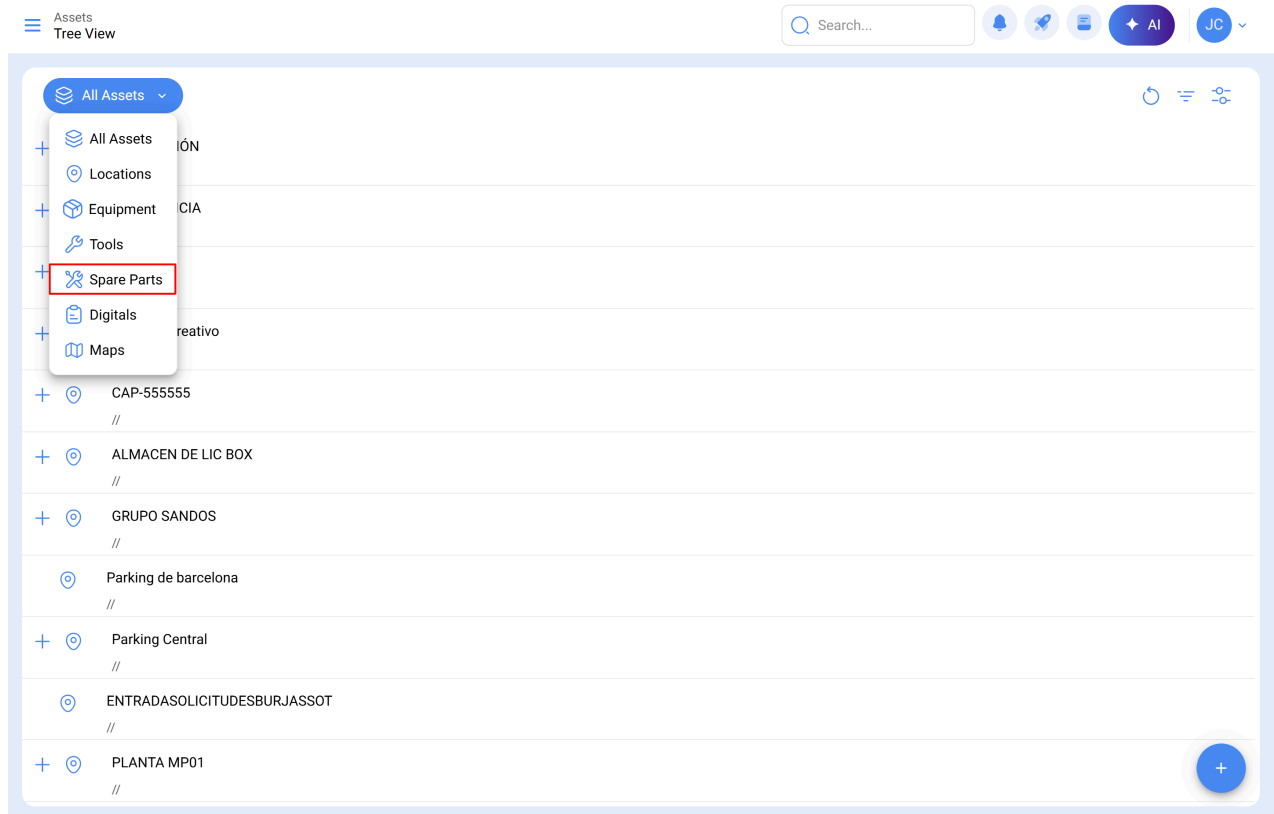 Assets
Tree View
Search...
AI
JC
All Assets
All Assets
IÓN
Locations
Equipment
CIA
Tools
Spare Parts
Digitals
reativo
Maps
CAP-555555
//
ALMACEN DE LIC BOX
//
GRUPO SANDOS
//
Parking de barcelona
//
Parking Central
//
ENTRADASOLICITUDESBURJASSOT
//
PLANTA MP01
//